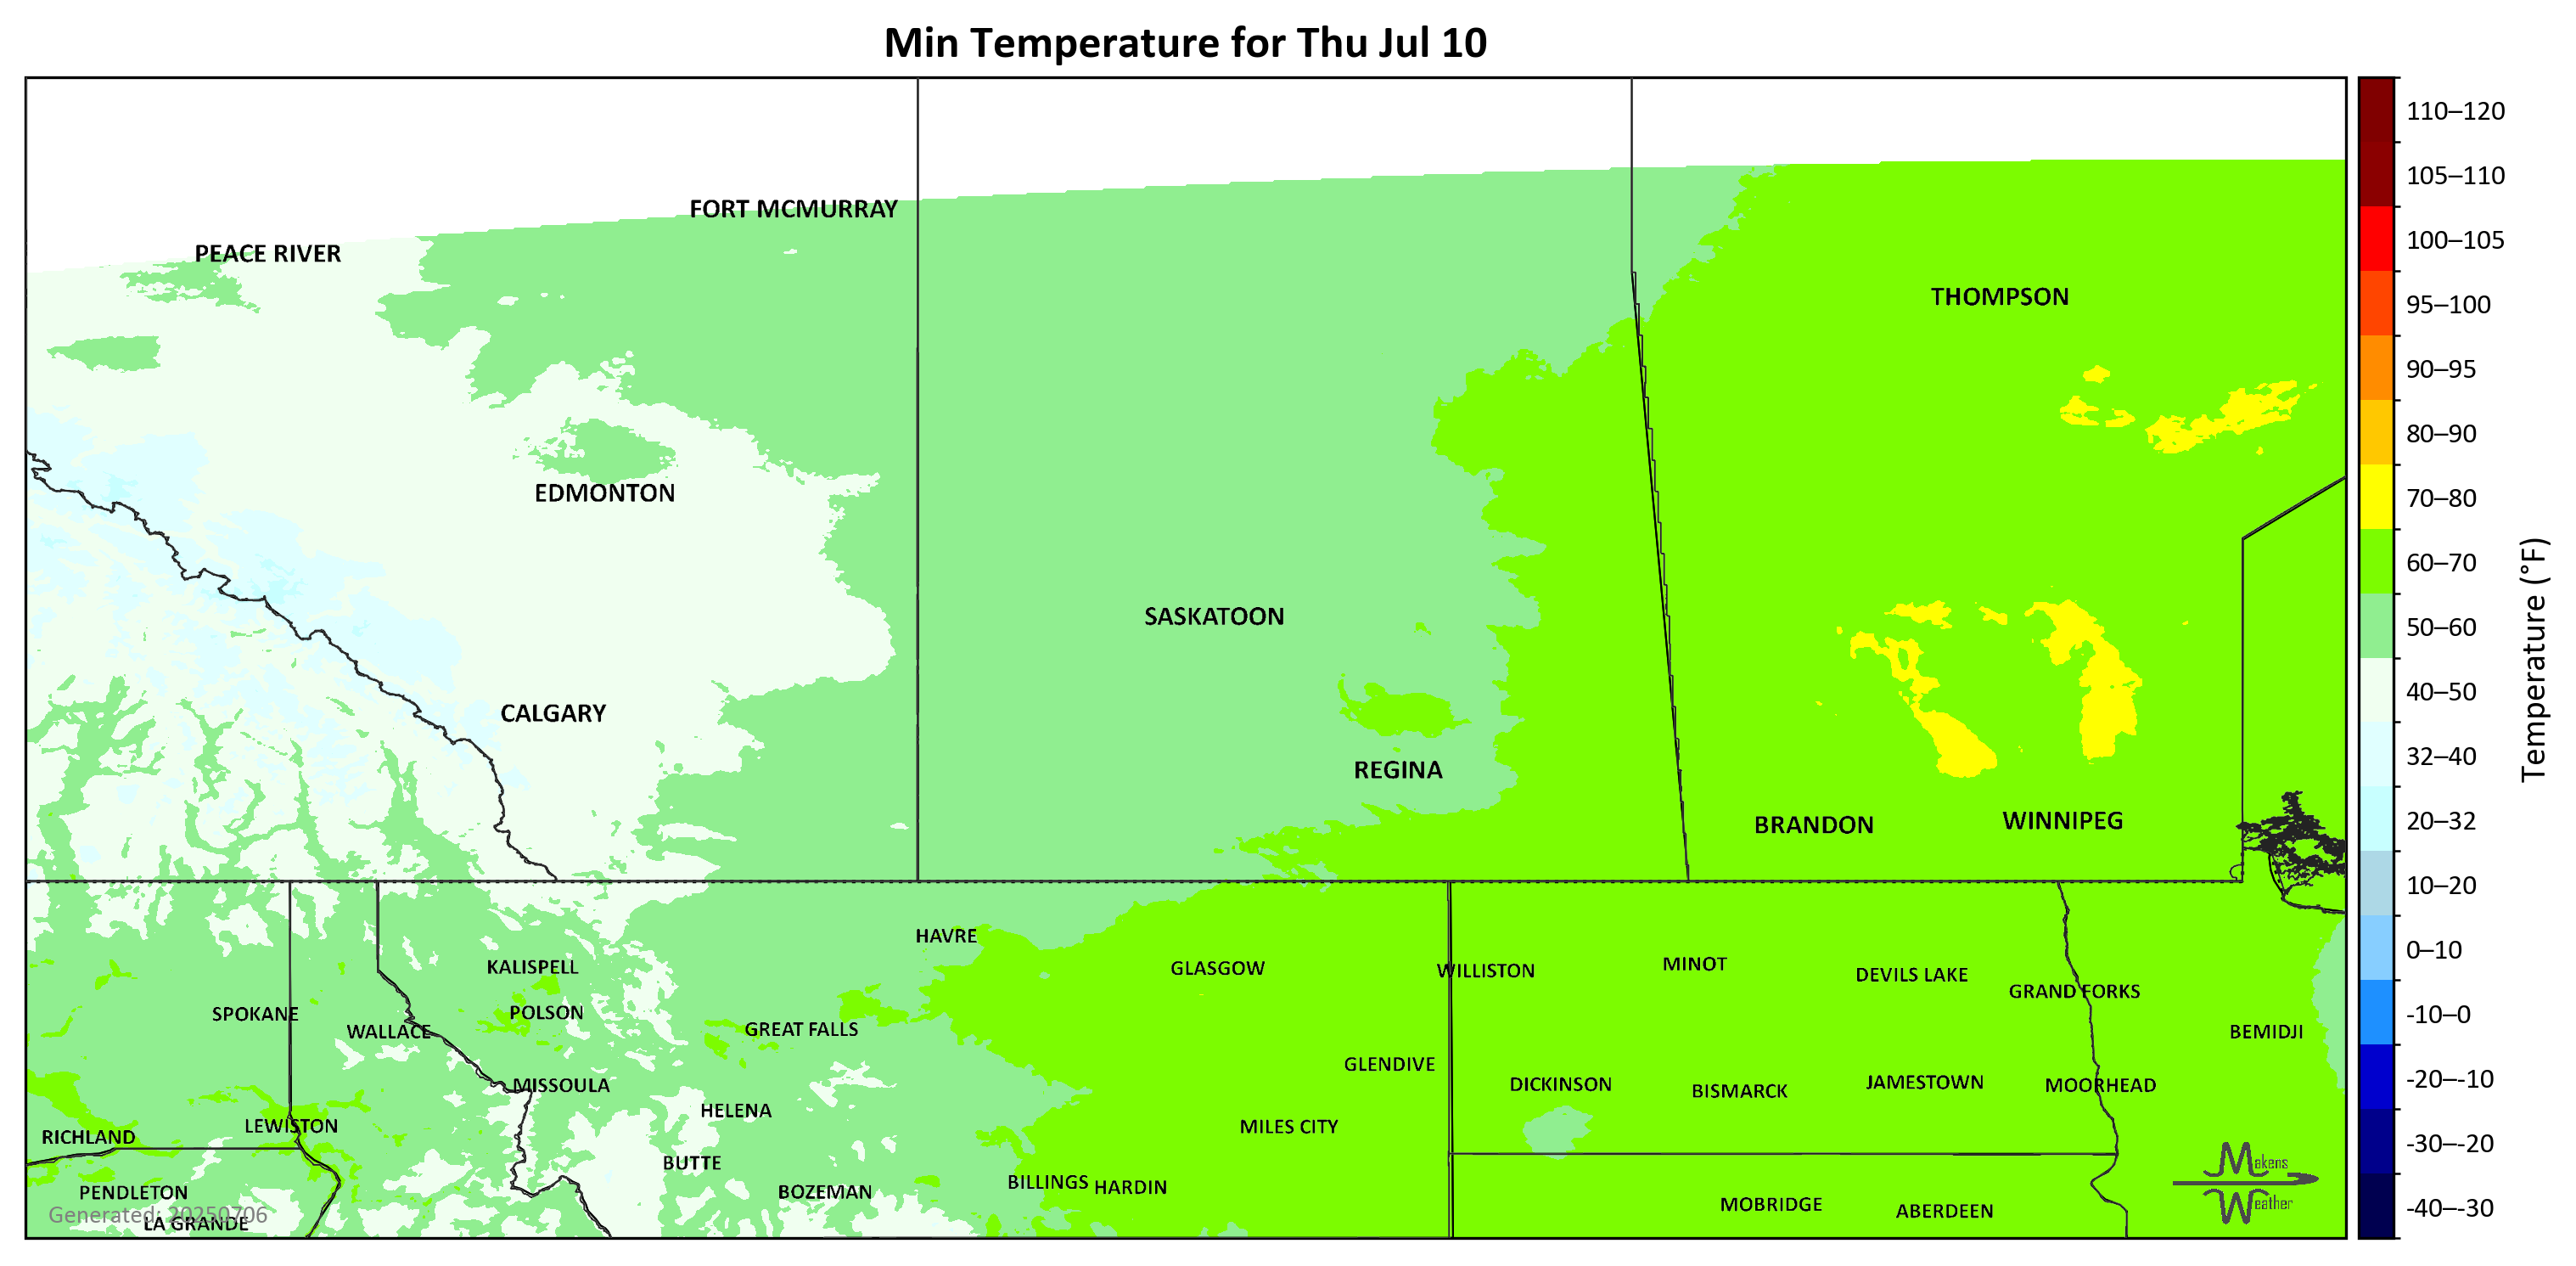 Min Temperature for Thu Jul 10
FORT MCMURRAY
PEACE RIVER
THOMPSON
EDMONTON
SASKATOON
CALGARY
REGINA
BRANDON
WINNIPEG
HAVRE
KALISPELL
GLASGOW
WILLISTON
MINOT
DEVILS LAKE
GRAND FORKS
SPOKANE
POLSON
WALLACE
GREAT FALLS
BEMIDJI
GLENDIVE
MISSOULA
DICKINSON
BISMARCK
JAMESTOWN
MOORHEAD
HELENA
LEWISTON
MILES CITY
RICHLAND
BUTTE
PENDLETON
BOZEMAN
BILLINGS
HARDIN
MOBRIDGE
ABERDEEN
Generated: 20250706
LA GRANDE
Makens
Weather
110–120
105–110
100–105
95–100
90–95
80–90
70–80
60–70
50–60
40–50
32–40
20–32
10–20
0–10
-10–0
-20–-10
-30–-20
-40–-30
Temperature (°F)